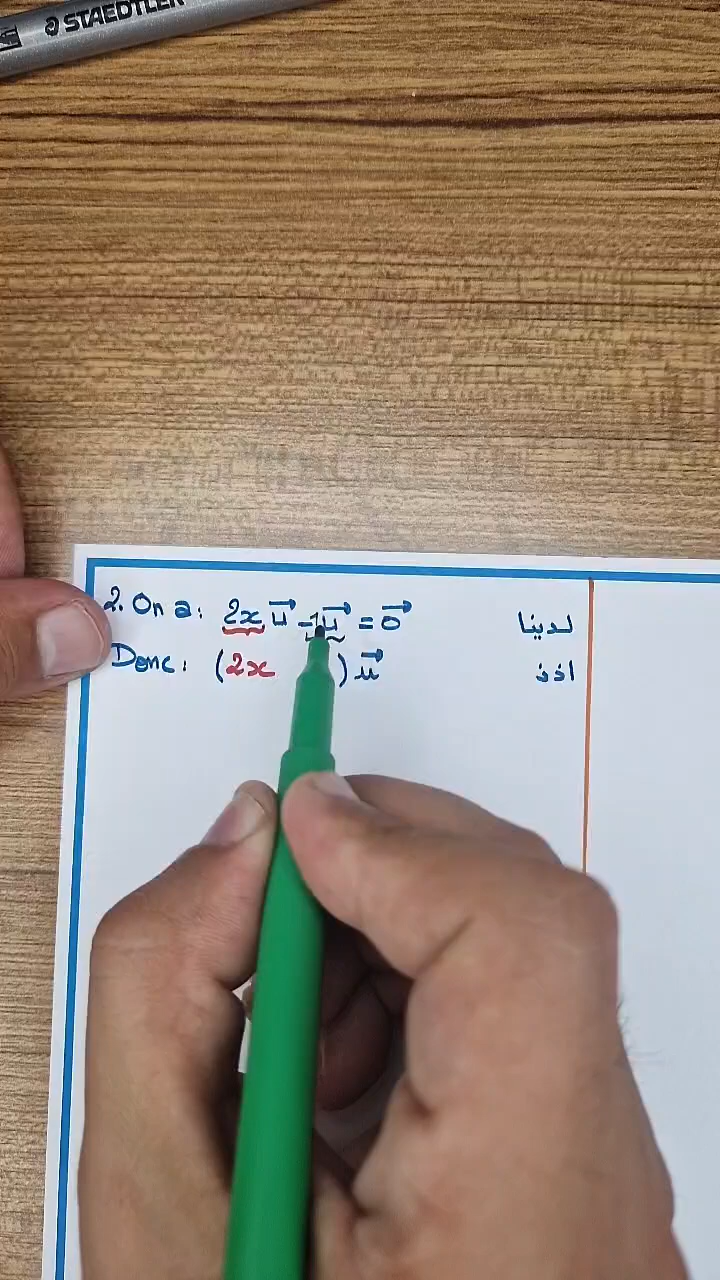 STAEDTLER
2. On a: 2x u⃗ -1u⃗ = 0⃗ لدينا
Donc: (2x )u⃗ اذن